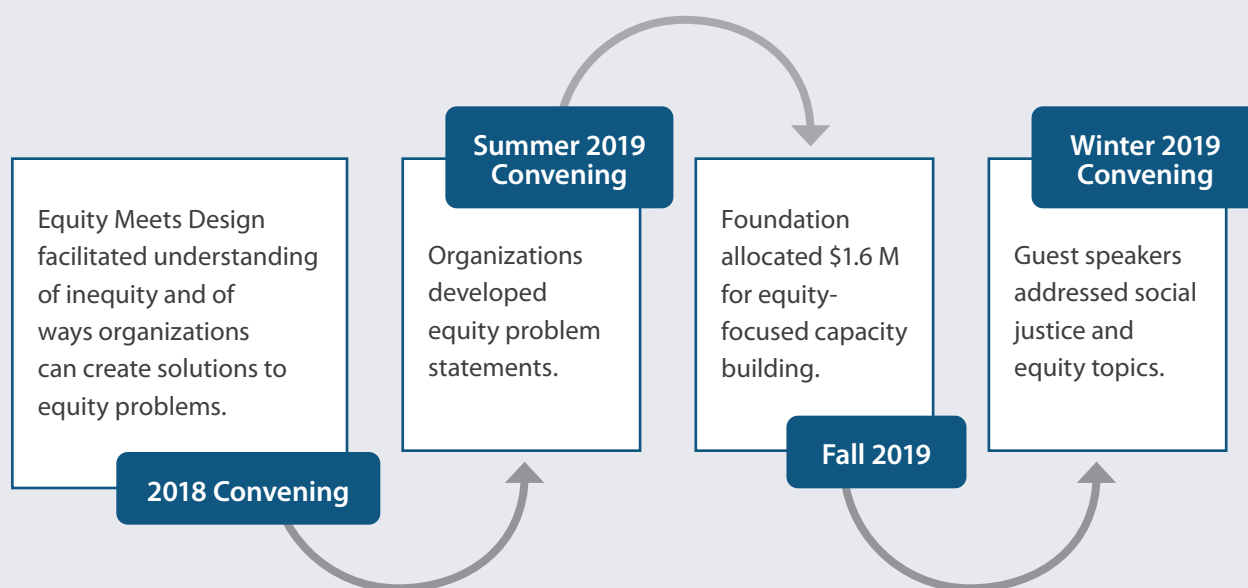 Equity Meets Design
facilitated understanding
of inequity and of
ways organizations
can create solutions to
equity problems.
2018 Convening
Summer 2019
Convening
Organizations
developed
equity problem
statements.
Foundation
allocated $1.6 M
for equity-
focused capacity
building.
Fall 2019
Winter 2019
Convening
Guest speakers
addressed social
justice and
equity topics.